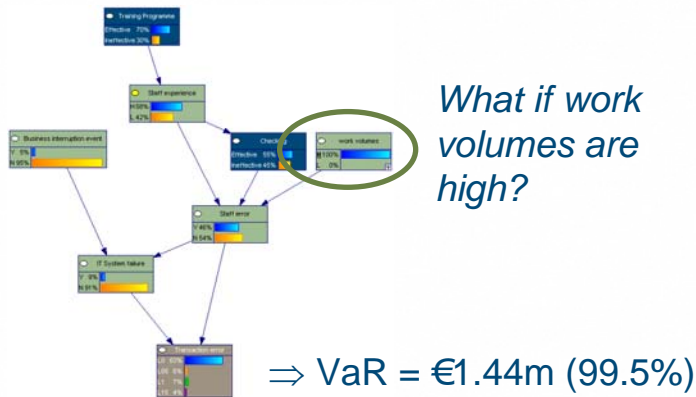 Training Programme
Effective 70%
Ineffective 30%
Staff experience
H 58%
L 42%
What if work
volumes are
high?
Business interruption event
Y 5%
N 95%
Checking
Effective 55%
Ineffective 45%
work volumes
H 100%
L 0%
Staff error
Y 46%
N 54%
IT System failure
Y 9%
N 91%
Transaction error
⇒ VaR = €1.44m (99.5%)